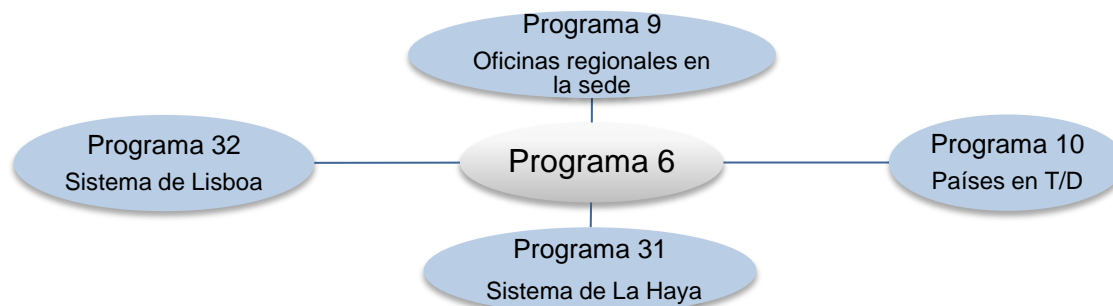 Programa 9
Oficinas regionales en
la sede
Programa 32
Sistema de Lisboa
Programa 6
Programa 10
Países en T/D
Programa 31
Sistema de La Haya